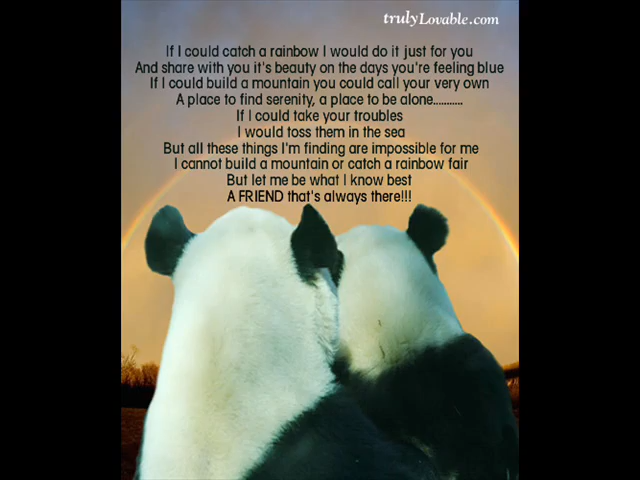 trulyLovable.com
If I could catch a rainbow I would do it just for you
And share with you it's beauty on the days you're feeling blue
If I could build a mountain you could call your very own
A place to find serenity, a place to be alone...........
If I could take your troubles
I would toss them in the sea
But all these things I'm finding are impossible for me
I cannot build a mountain or catch a rainbow fair
But let me be what I know best
A FRIEND that's always there!!!